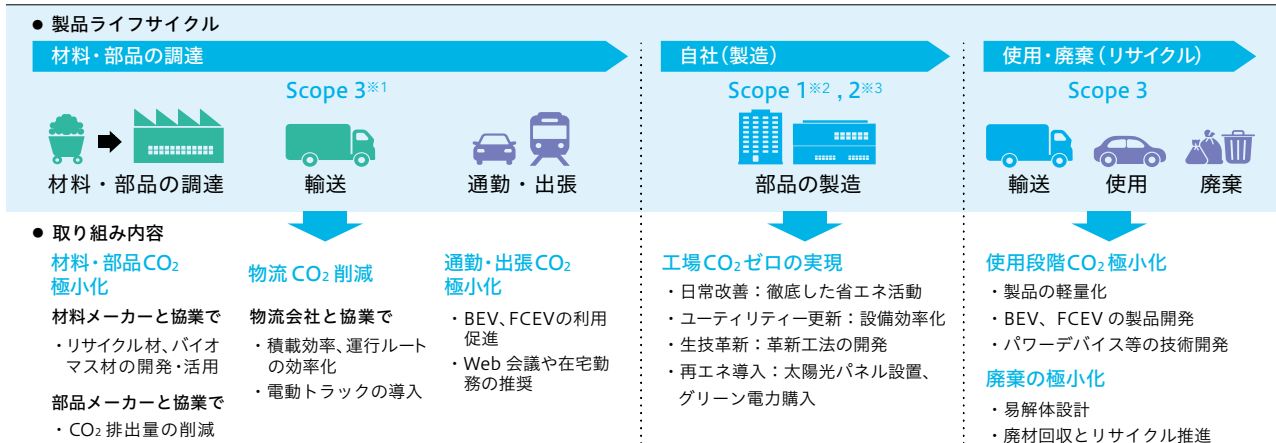 ● 製品ライフサイクル
材料・部品の調達
Scope 3※1
材料・部品の調達
輸送
通勤・出張
自社(製造)
Scope 1※2 , 2※3
部品の製造
使用・廃棄(リサイクル)
Scope 3
輸送
使用
廃棄
● 取り組み内容
材料・部品CO2
極小化
材料メーカーと協業で
・リサイクル材、バイオ
マス材の開発・活用
部品メーカーと協業で
・CO2 排出量の削減
物流 CO2 削減
物流会社と協業で
・積載効率、運行ルート
の効率化
・電動トラックの導入
通勤・出張CO2
極小化
・BEV、FCEVの利用
促進
・Web 会議や在宅勤
務の推奨
工場CO2ゼロの実現
・日常改善：徹底した省エネ活動
・ユーティリティー更新：設備効率化
・生技革新：革新工法の開発
・再エネ導入：太陽光パネル設置、
グリーン電力購入
使用段階CO2 極小化
・製品の軽量化
・BEV、FCEV の製品開発
・パワーデバイス等の技術開発
廃棄の極小化
・易解体設計
・廃材回収とリサイクル推進